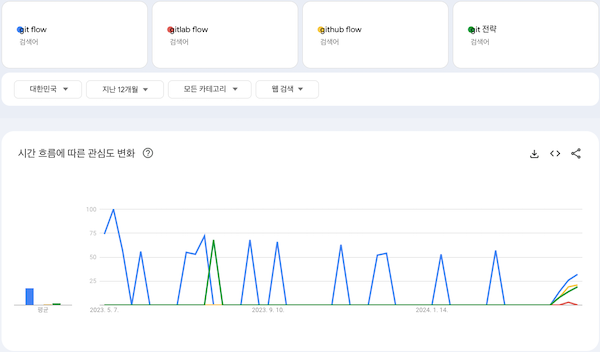 git flow
검색어
gitlab flow
검색어
github flow
검색어
git 전략
검색어
대한민국
지난 12개월
모든 카테고리
웹 검색
시간 흐름에 따른 관심도 변화
100
75
50
25
평균
2023. 5. 7.
2023. 9. 10.
2024. 1. 14.